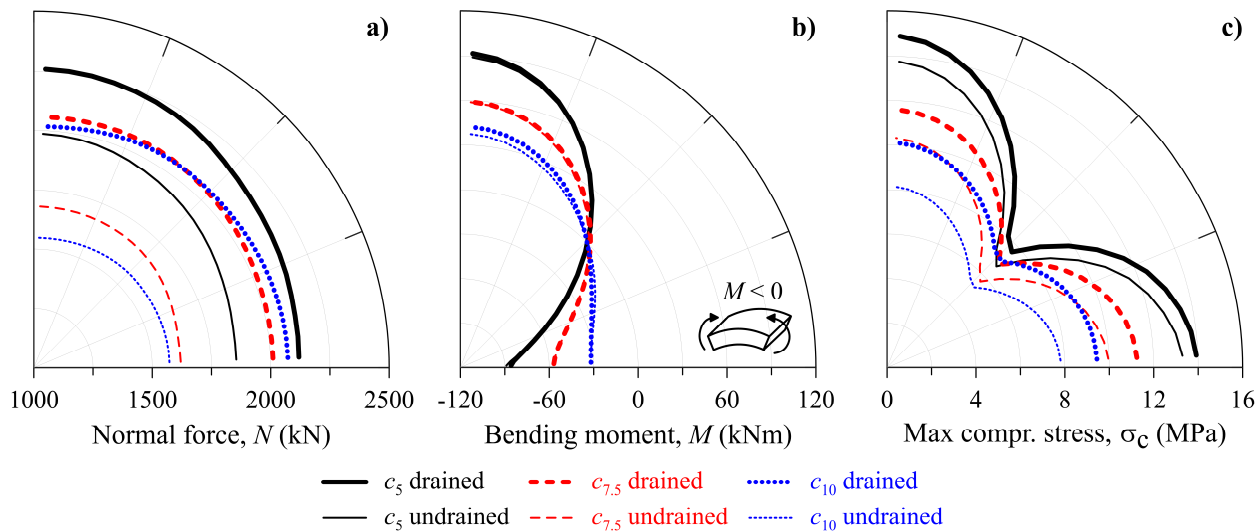 a)
b)
c)
M < 0
1000 1500 2000 2500
-120 -60 0 60 120
0 4 8 12 16
Normal force, N (kN)
Bending moment, M (kNm)
Max compr. stress, σc (MPa)
c5 drained
c7.5 drained
c10 drained
c5 undrained
c7.5 undrained
c10 undrained